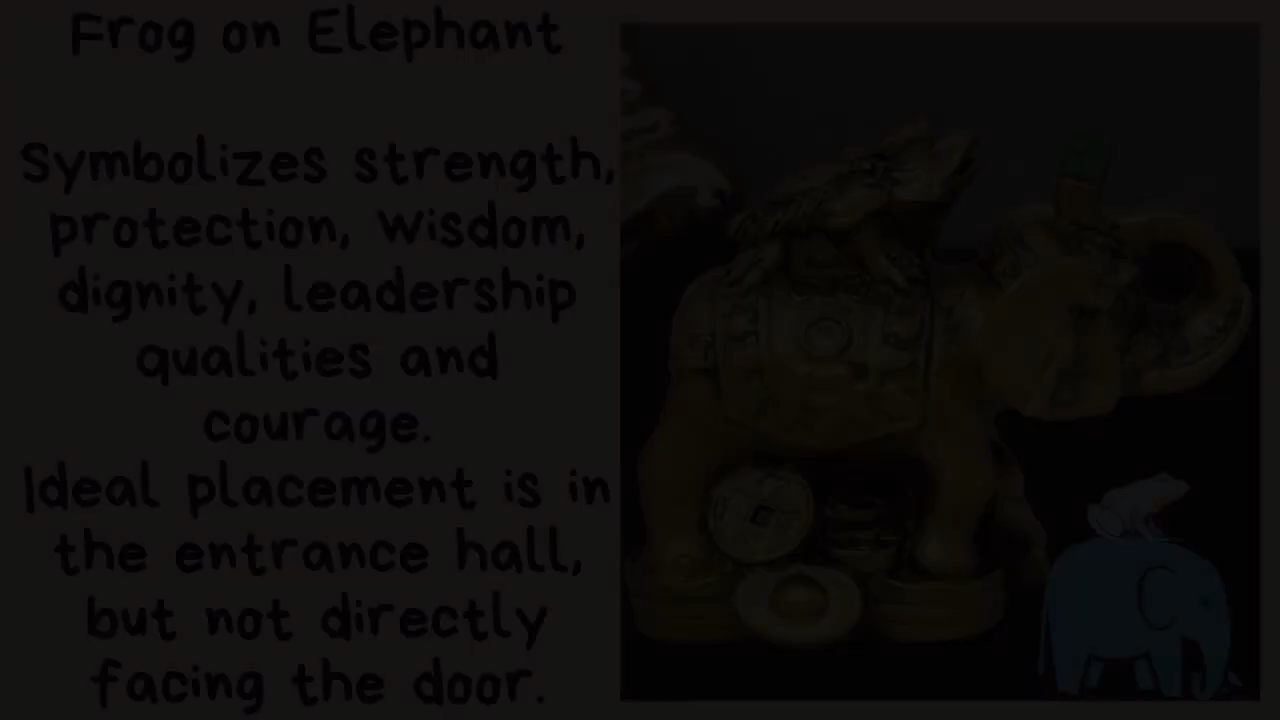 Frog on Elephant
Symbolizes strength,
protection, wisdom,
dignity, leadership
qualities and
courage.
Ideal placement is in
the entrance hall,
but not directly
facing the door.